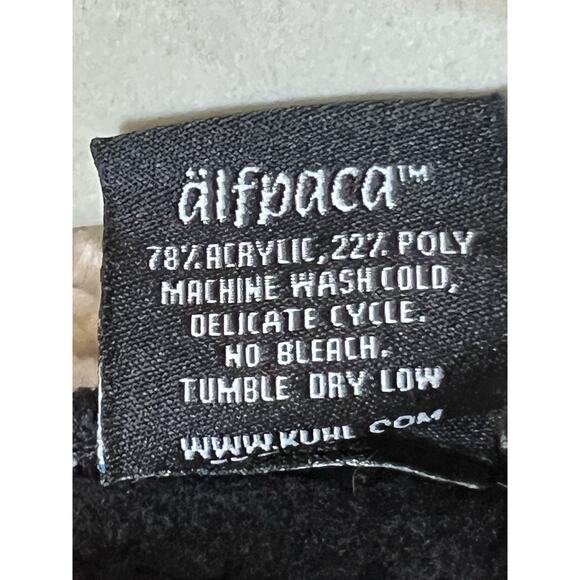 älfpaca™
78% ACRYLIC, 22% POLY
MACHINE WASH COLD,
DELICATE CYCLE.
NO BLEACH.
TUMBLE DRY LOW
WWW.KUHL.COM